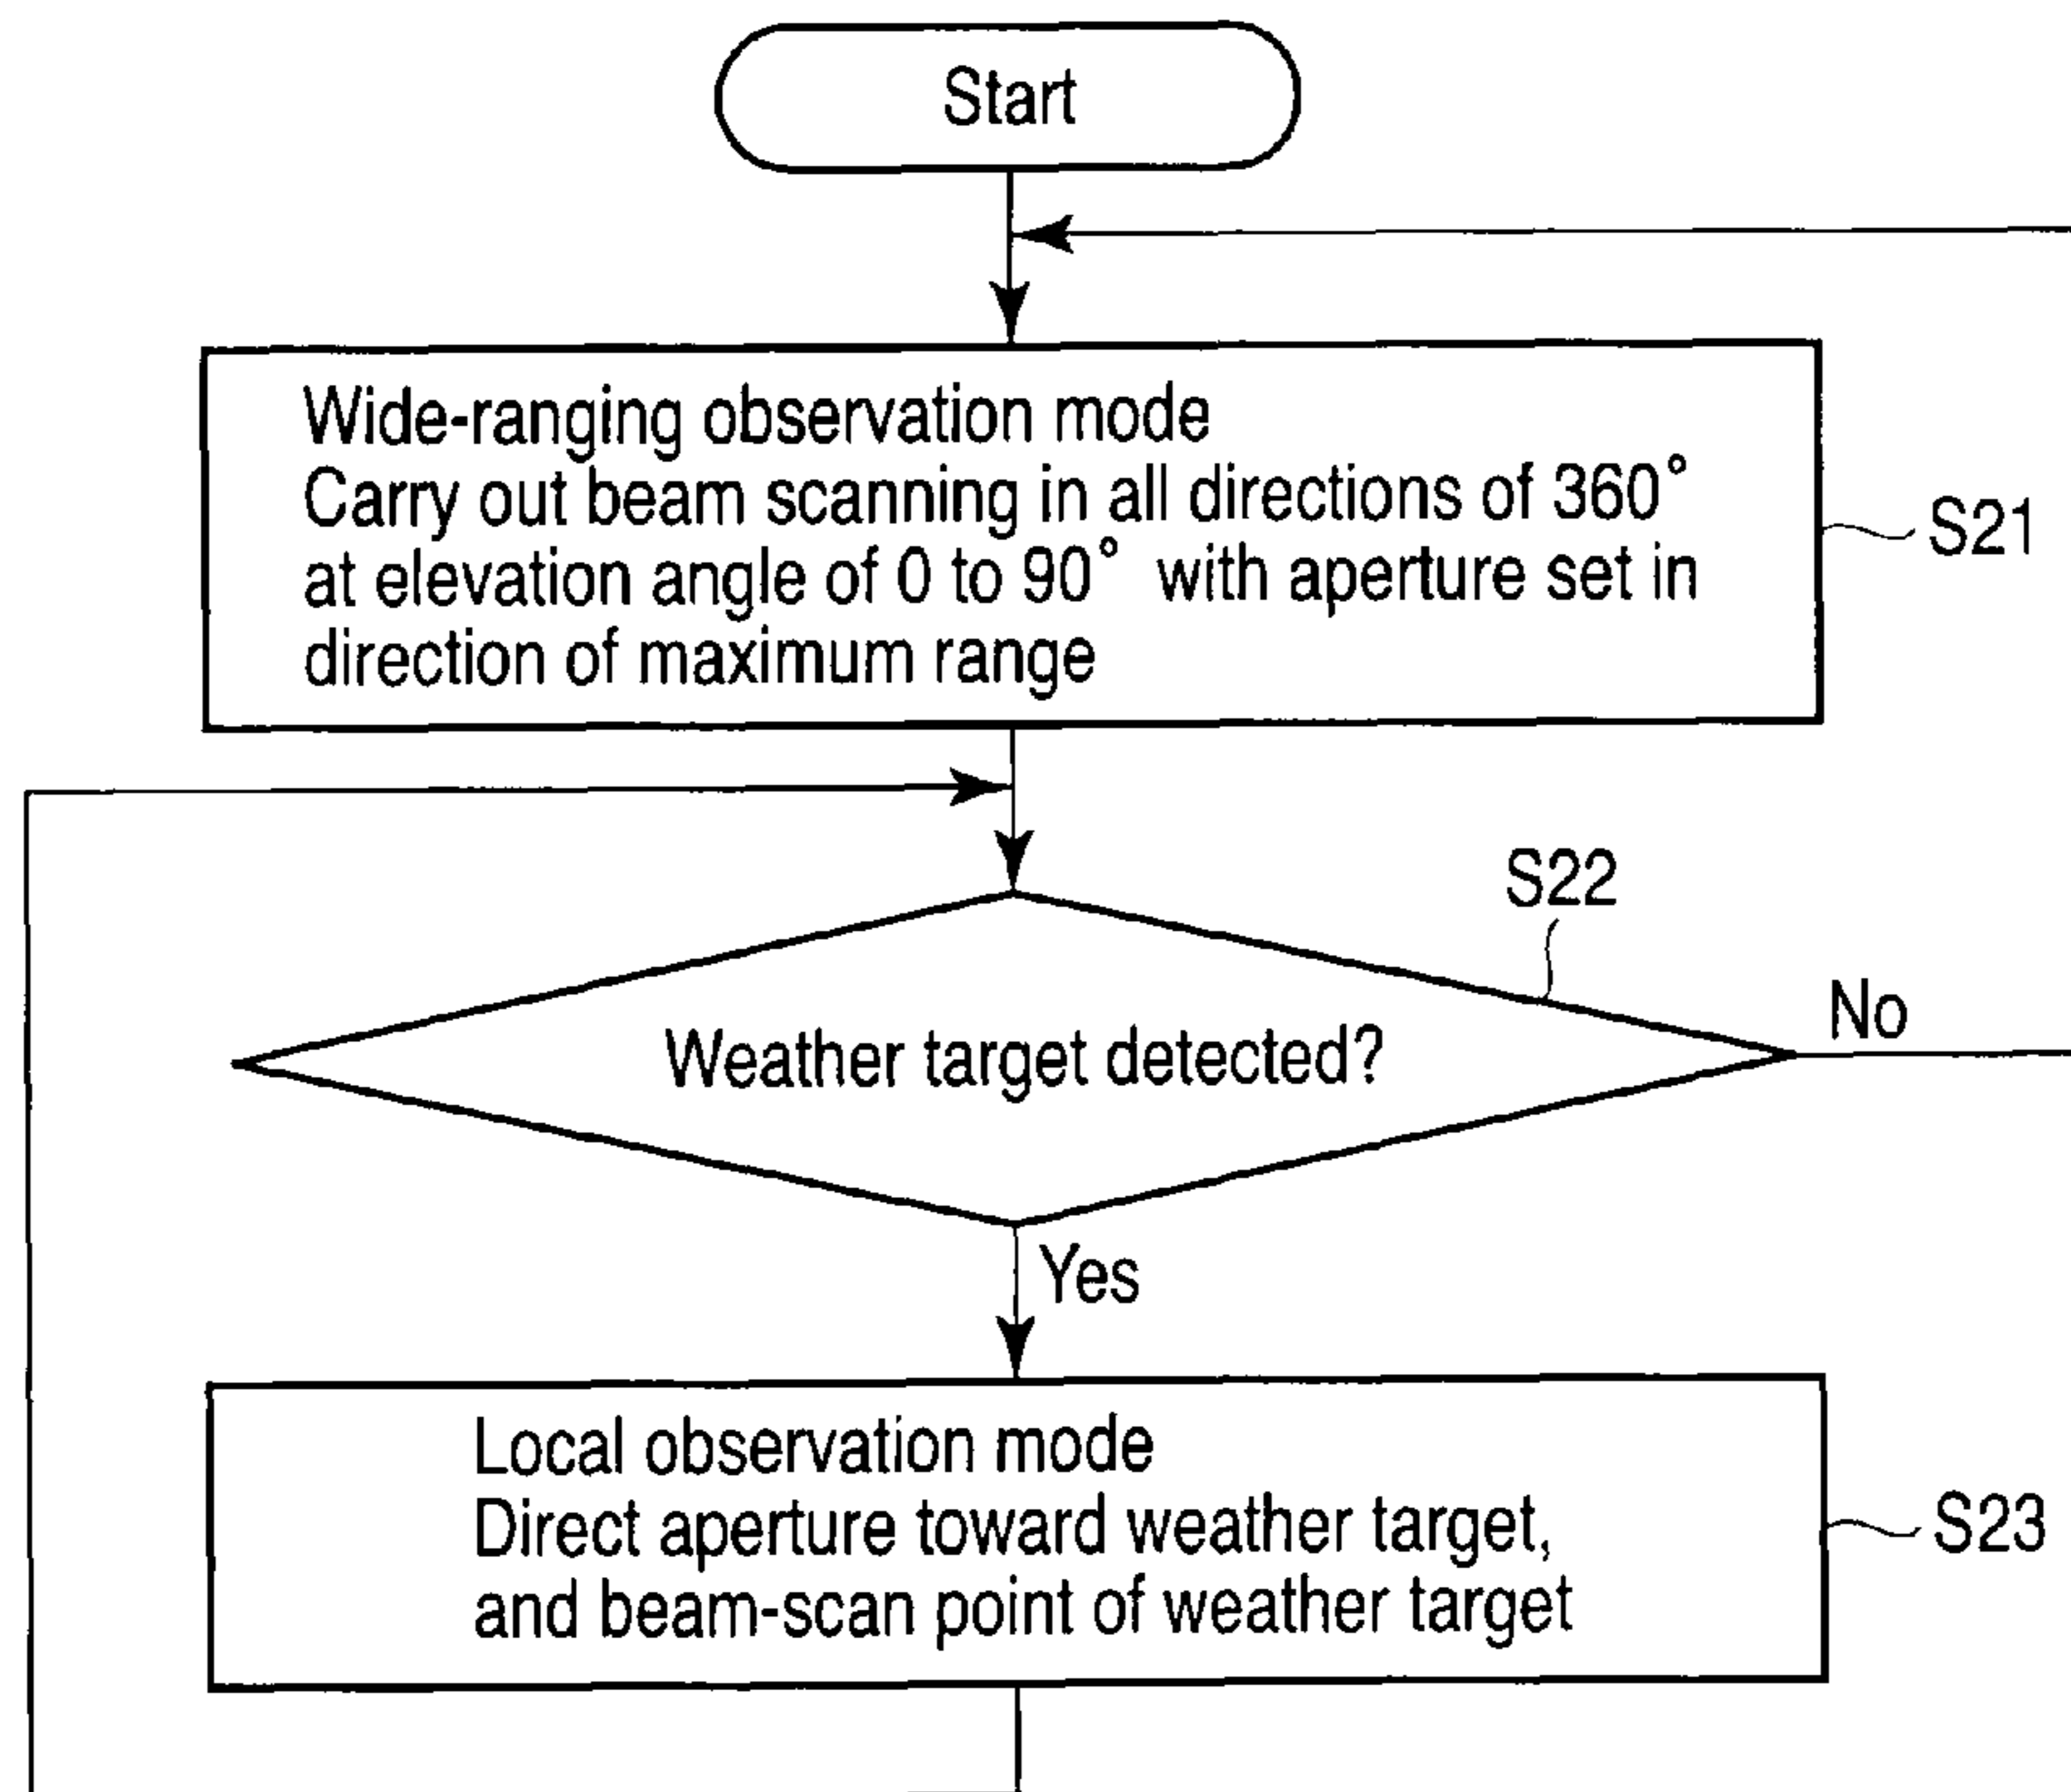 Start
Wide-ranging observation mode
Carry out beam scanning in all directions of 360°
at elevation angle of 0 to 90° with aperture set in
direction of maximum range
S21
S22
Weather target detected?
No
Yes
Local observation mode
Direct aperture toward weather target,
and beam-scan point of weather target
S23